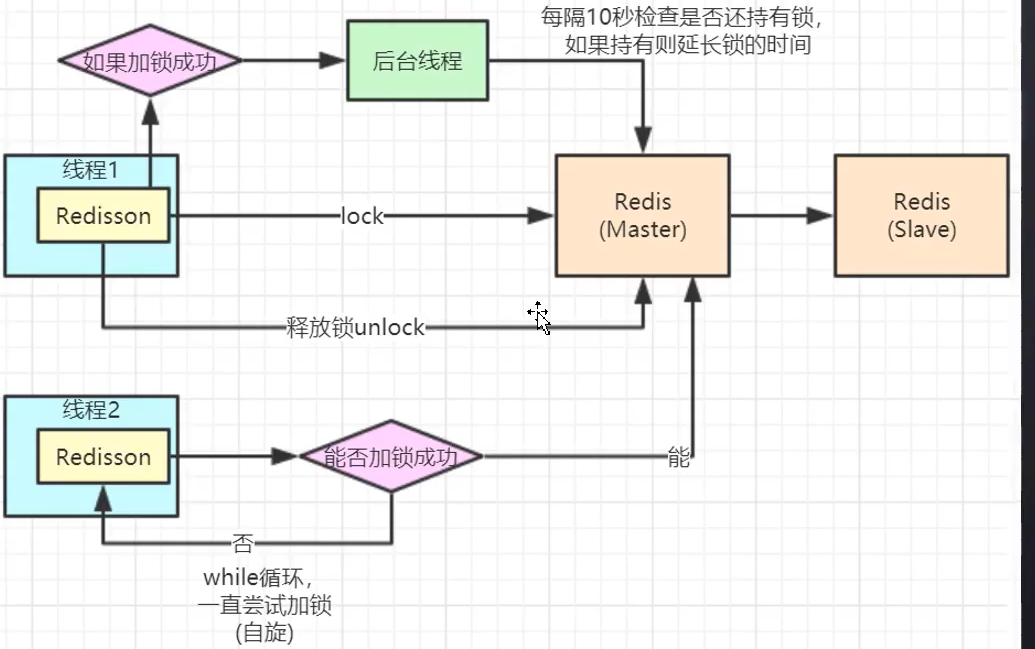 每隔10秒检查是否还持有锁，
如果持有则延长锁的时间
如果加锁成功
后台线程
线程1
Redisson
lock
Redis
(Master)
Redis
(Slave)
释放锁unlock
线程2
Redisson
能否加锁成功
能
否
while循环，
一直尝试加锁
(自旋)